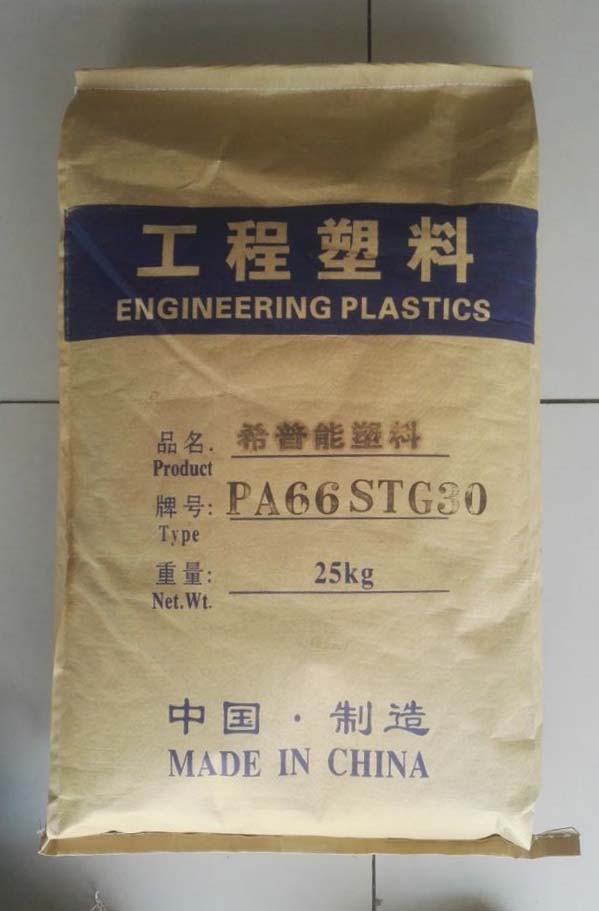 工程塑料
ENGINEERING PLASTICS
品名: 希普能塑料
Product
牌号: PA66STG30
Type
重量: 25kg
Net.Wt.
中国·制造
MADE IN CHINA